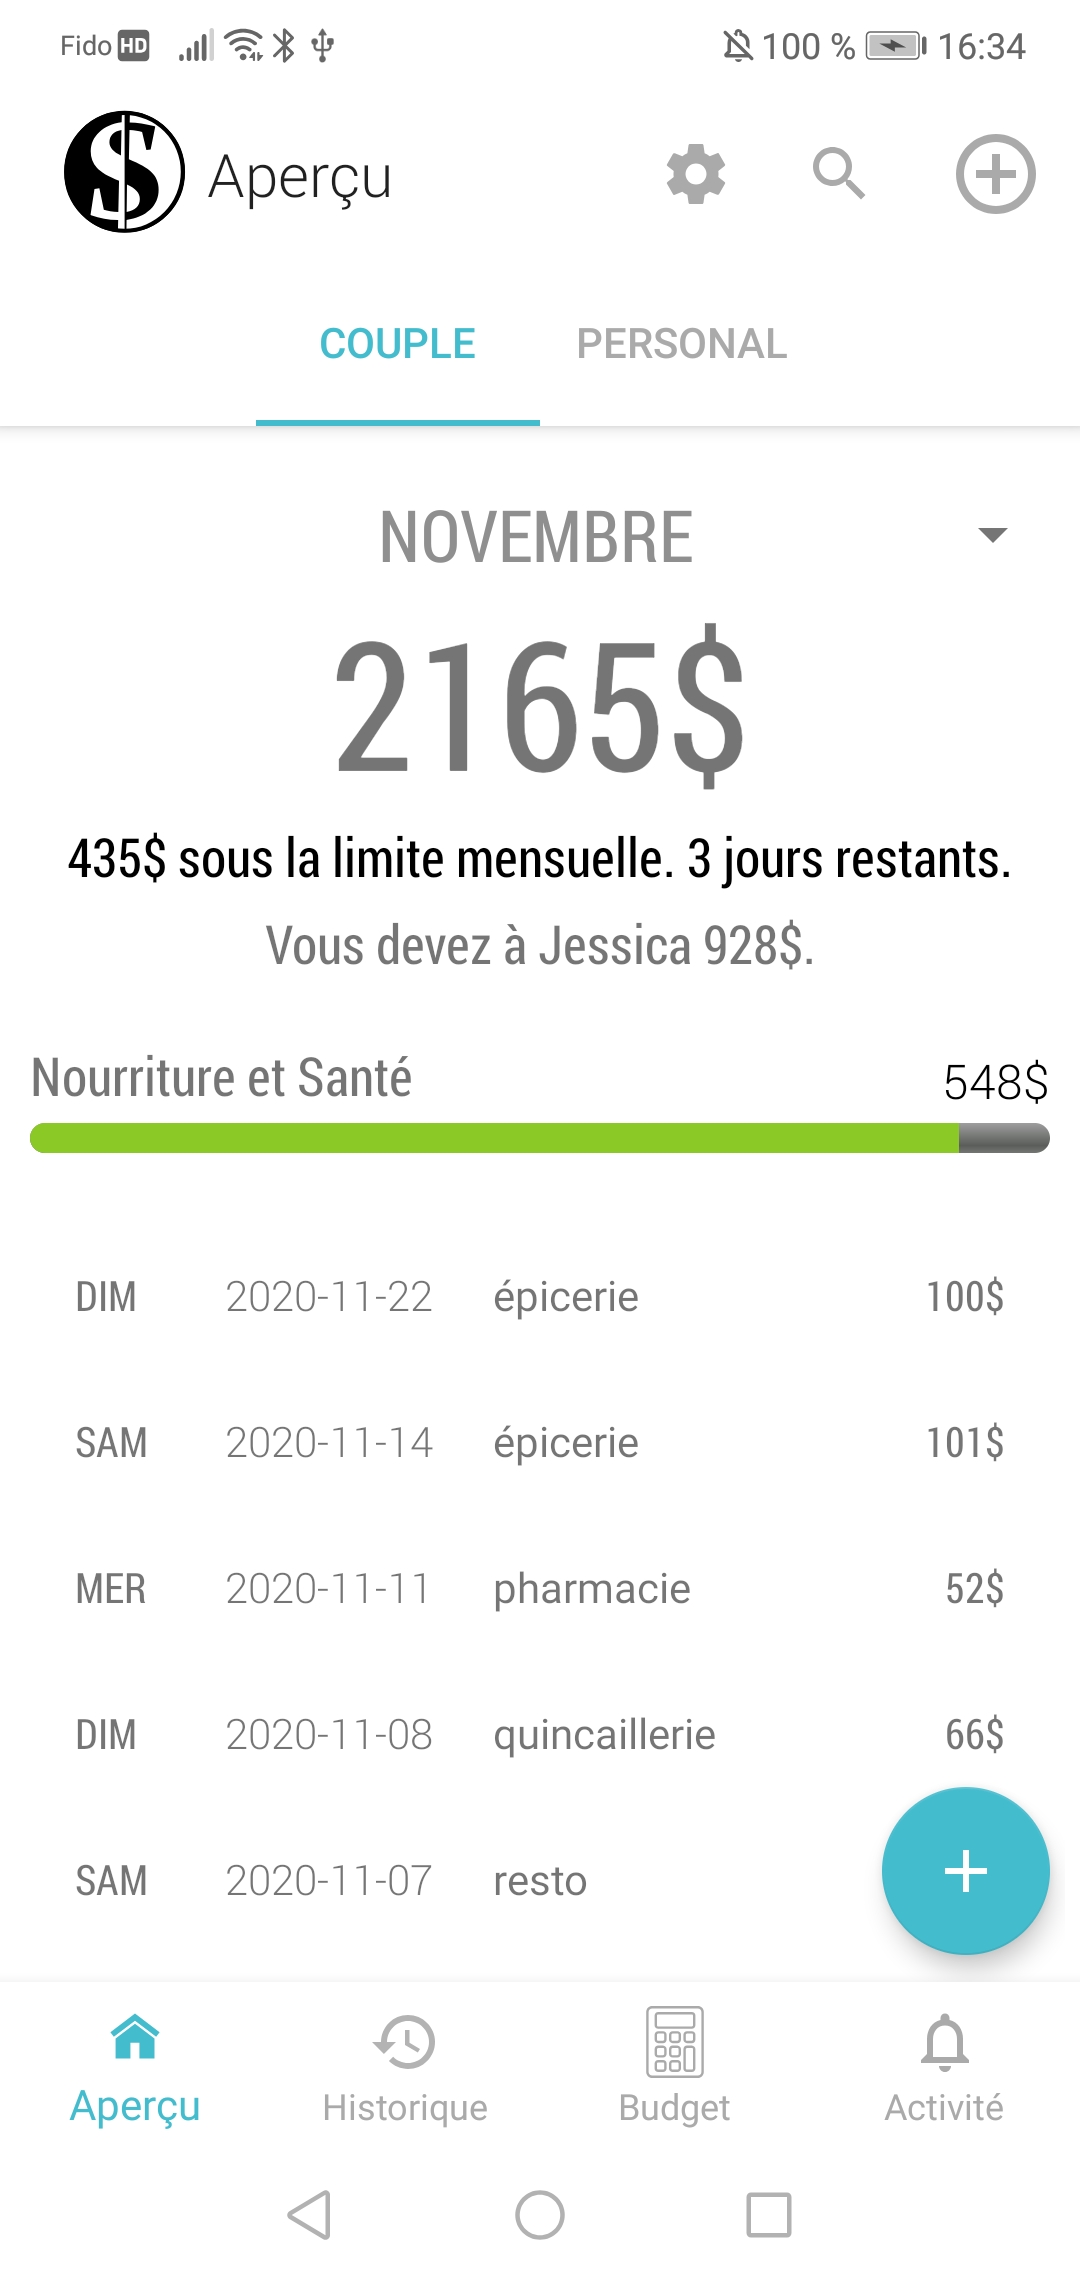 Fido HD 100 % 16:34
Aperçu
COUPLE PERSONAL
NOVEMBRE
2165$
435$ sous la limite mensuelle. 3 jours restants.
Vous devez à Jessica 928$.
Nourriture et Santé 548$
DIM 2020-11-22 épicerie 100$
SAM 2020-11-14 épicerie 101$
MER 2020-11-11 pharmacie 52$
DIM 2020-11-08 quincaillerie 66$
SAM 2020-11-07 resto
Aperçu Historique Budget Activité